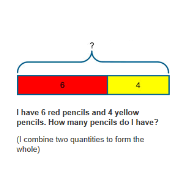 ?
6 4
I have 6 red pencils and 4 yellow
pencils. How many pencils do I have?
(I combine two quantities to form the
whole)